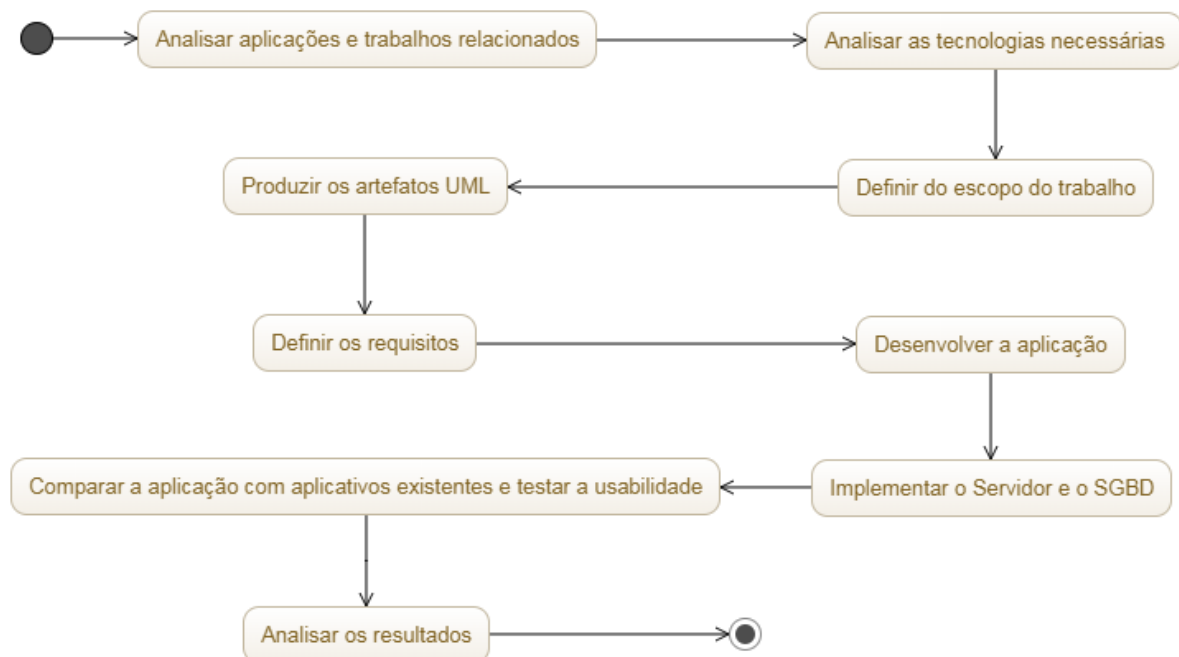 Analisar aplicações e trabalhos relacionados
Analisar as tecnologias necessárias
Definir do escopo do trabalho
Produzir os artefatos UML
Definir os requisitos
Desenvolver a aplicação
Implementar o Servidor e o SGBD
Comparar a aplicação com aplicativos existentes e testar a usabilidade
Analisar os resultados